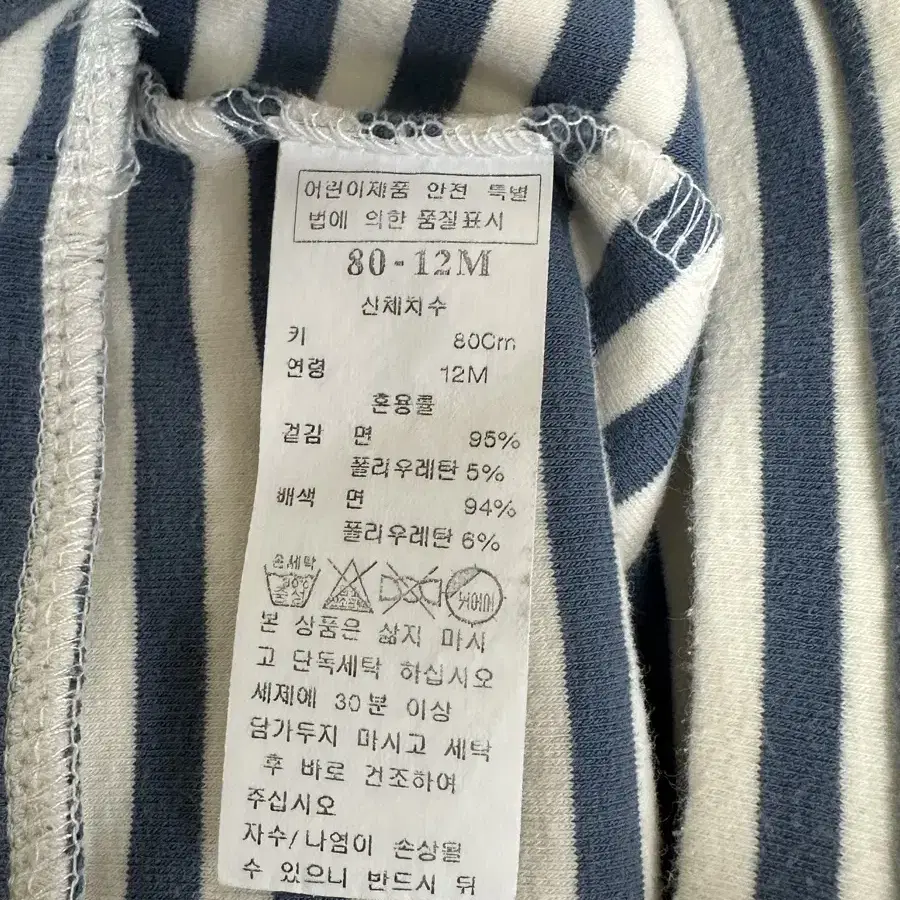 어린이제품 안전 특별
법에 의한 품질표시
80-12M
신체치수
키 80Cm
연령 12M
혼용률
겉감 면 95%
폴리우레탄 5%
배색 면 94%
폴리우레탄 6%
손세탁
30℃
중성
드라이
본 상품은 삶지 마시
고 단독세탁 하십시오
세제에 30분 이상
담가두지 마시고 세탁
후 바로 건조하여
주십시오
자수/나염이 손상될
수 있으니 반드시 뒤